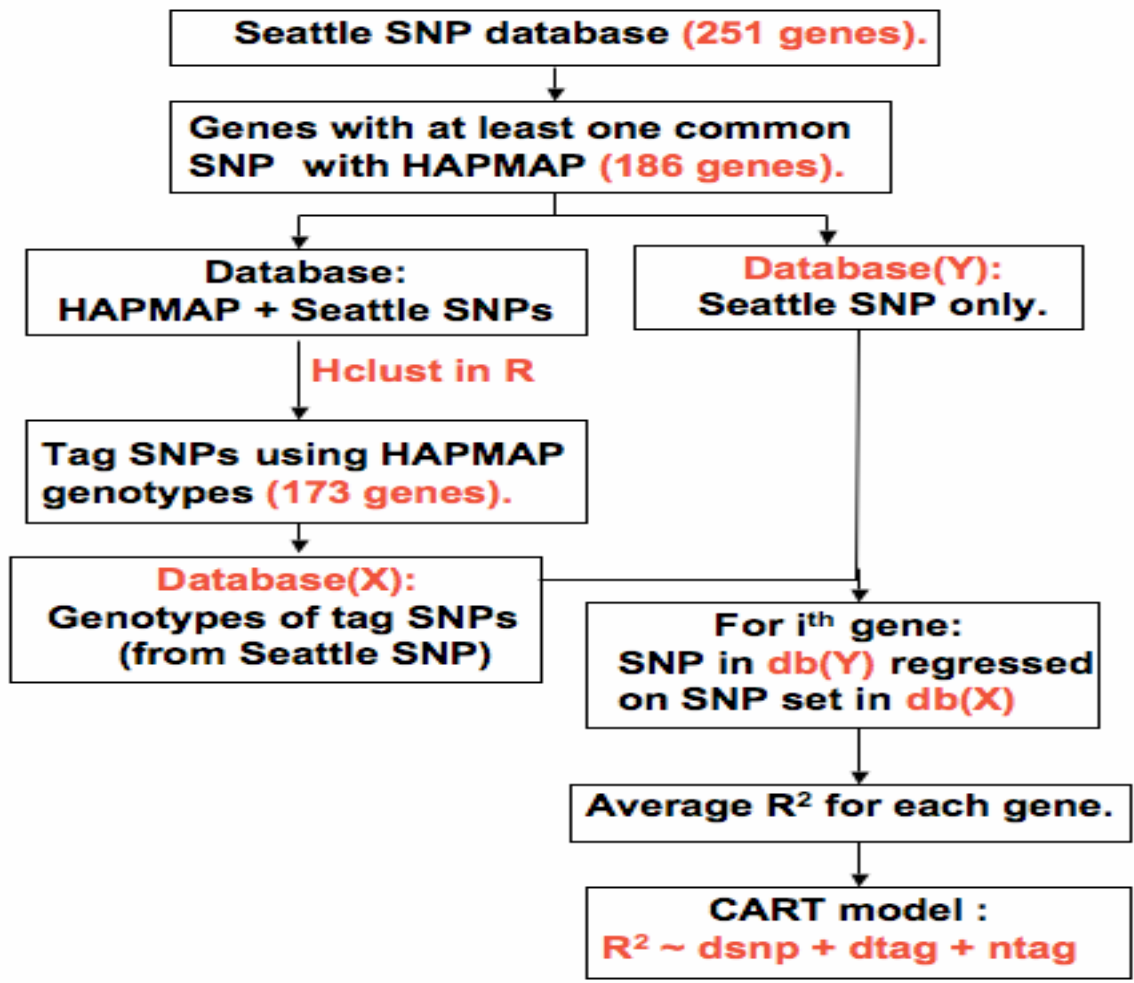 Seattle SNP database (251 genes).
Genes with at least one common
SNP with HAPMAP (186 genes).
Database:
HAPMAP + Seattle SNPs
Database(Y):
Seattle SNP only.
Hclust in R
Tag SNPs using HAPMAP
genotypes (173 genes).
Database(X):
Genotypes of tag SNPs
(from Seattle SNP)
For iᵗʰ gene:
SNP in db(Y) regressed
on SNP set in db(X)
Average R² for each gene.
CART model :
R² ~ dsnp + dtag + ntag